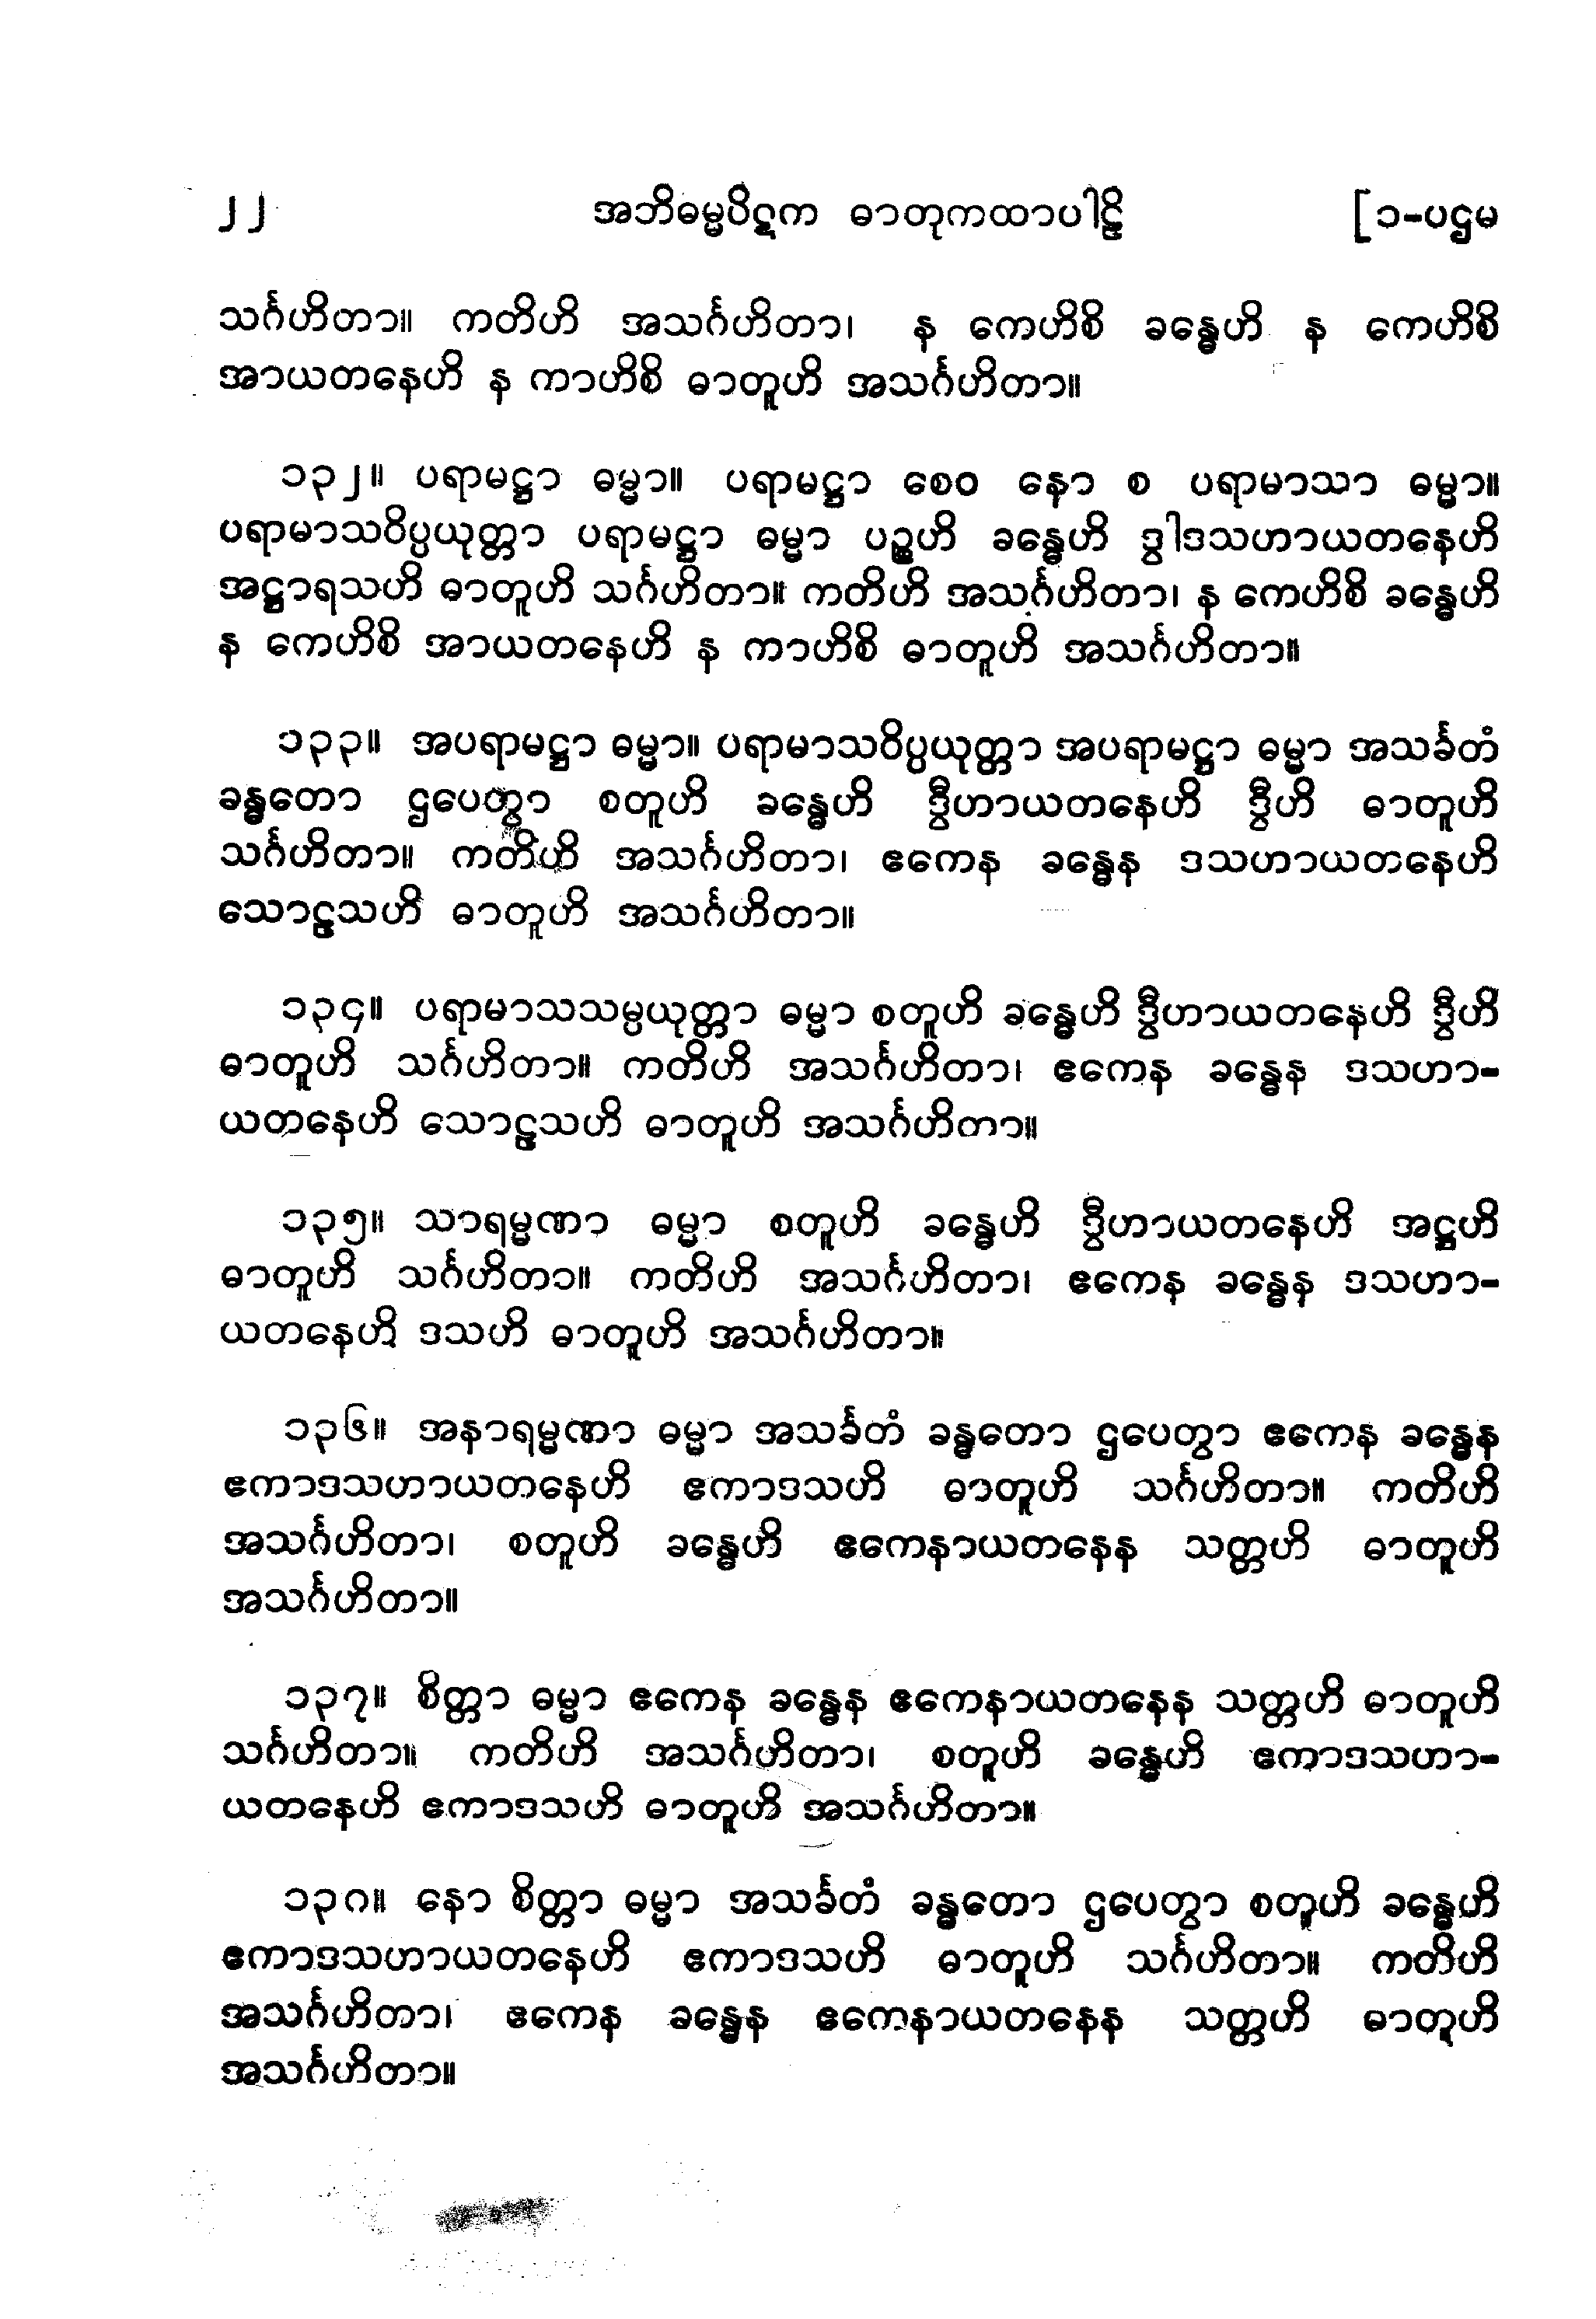 ၂၂ အဘိဓမ္မပိဋက ဓာတုကထာပါဠိ [၁-ပဌမ
သင်္ဂဟိတာ။ ကတိဟိ အသင်္ဂဟိတာ၊ န ကေဟိစိ ခန္ဓေဟိ န ကေဟိစိ
အာယတနေဟိ န ကာဟိစိ ဓာတူဟိ အသင်္ဂဟိတာ။
၁၃၂။ ပရာမဋ္ဌာ ဓမ္မာ။ ပရာမဋ္ဌာ စေဝ နော စ ပရာမာသာ ဓမ္မာ။
ပရာမာသဝိပ္ပယုတ္တာ ပရာမဋ္ဌာ ဓမ္မာ ပဉ္စဟိ ခန္ဓေဟိ ဒွါဒသဟာယတနေဟိ
အဋ္ဌာရသဟိ ဓာတူဟိ သင်္ဂဟိတာ။ ကတိဟိ အသင်္ဂဟိတာ၊ န ကေဟိစိ ခန္ဓေဟိ
န ကေဟိစိ အာယတနေဟိ န ကာဟိစိ ဓာတူဟိ အသင်္ဂဟိတာ။
၁၃၃။ အပရာမဋ္ဌာ ဓမ္မာ။ ပရာမာသဝိပ္ပယုတ္တာ အပရာမဋ္ဌာ ဓမ္မာ အသင်္ခတံ
ခန္ဓတော ဌပေတွာ စတူဟိ ခန္ဓေဟိ ဒွီဟာယတနေဟိ ဒွီဟိ ဓာတူဟိ
သင်္ဂဟိတာ။ ကတိဟိ အသင်္ဂဟိတာ၊ ဧကေန ခန္ဓေန ဒသဟာယတနေဟိ
သောဠသဟိ ဓာတူဟိ အသင်္ဂဟိတာ။
၁၃၄။ ပရာမာသသမ္ပယုတ္တာ ဓမ္မာ စတူဟိ ခန္ဓေဟိ ဒွီဟာယတနေဟိ ဒွီဟိ
ဓာတူဟိ သင်္ဂဟိတာ။ ကတိဟိ အသင်္ဂဟိတာ၊ ဧကေန ခန္ဓေန ဒသဟာ-
ယတနေဟိ သောဠသဟိ ဓာတူဟိ အသင်္ဂဟိတာ။
၁၃၅။ သာရမ္မဏာ ဓမ္မာ စတူဟိ ခန္ဓေဟိ ဒွီဟာယတနေဟိ အဋ္ဌဟိ
ဓာတူဟိ သင်္ဂဟိတာ။ ကတိဟိ အသင်္ဂဟိတာ၊ ဧကေန ခန္ဓေန ဒသဟာ-
ယတနေဟိ ဒသဟိ ဓာတူဟိ အသင်္ဂဟိတာ။
၁၃၆။ အနာရမ္မဏာ ဓမ္မာ အသင်္ခတံ ခန္ဓတော ဌပေတွာ ဧကေန ခန္ဓေန
ဧကာဒသဟာယတနေဟိ ဧကာဒသဟိ ဓာတူဟိ သင်္ဂဟိတာ။ ကတိဟိ
အသင်္ဂဟိတာ၊ စတူဟိ ခန္ဓေဟိ ဧကေနာယတနေန သတ္တဟိ ဓာတူဟိ
အသင်္ဂဟိတာ။
၁၃၇။ စိတ္တာ ဓမ္မာ ဧကေန ခန္ဓေန ဧကေနာယတနေန သတ္တဟိ ဓာတူဟိ
သင်္ဂဟိတာ။ ကတိဟိ အသင်္ဂဟိတာ၊ စတူဟိ ခန္ဓေဟိ ဧကာဒသဟာ-
ယတနေဟိ ဧကာဒသဟိ ဓာတူဟိ အသင်္ဂဟိတာ။
၁၃၈။ နော စိတ္တာ ဓမ္မာ အသင်္ခတံ ခန္ဓတော ဌပေတွာ စတူဟိ ခန္ဓေဟိ
ဧကာဒသဟာယတနေဟိ ဧကာဒသဟိ ဓာတူဟိ သင်္ဂဟိတာ။ ကတိဟိ
အသင်္ဂဟိတာ၊ ဧကေန ခန္ဓေန ဧကေနာယတနေန သတ္တဟိ ဓာတူဟိ
အသင်္ဂဟိတာ။